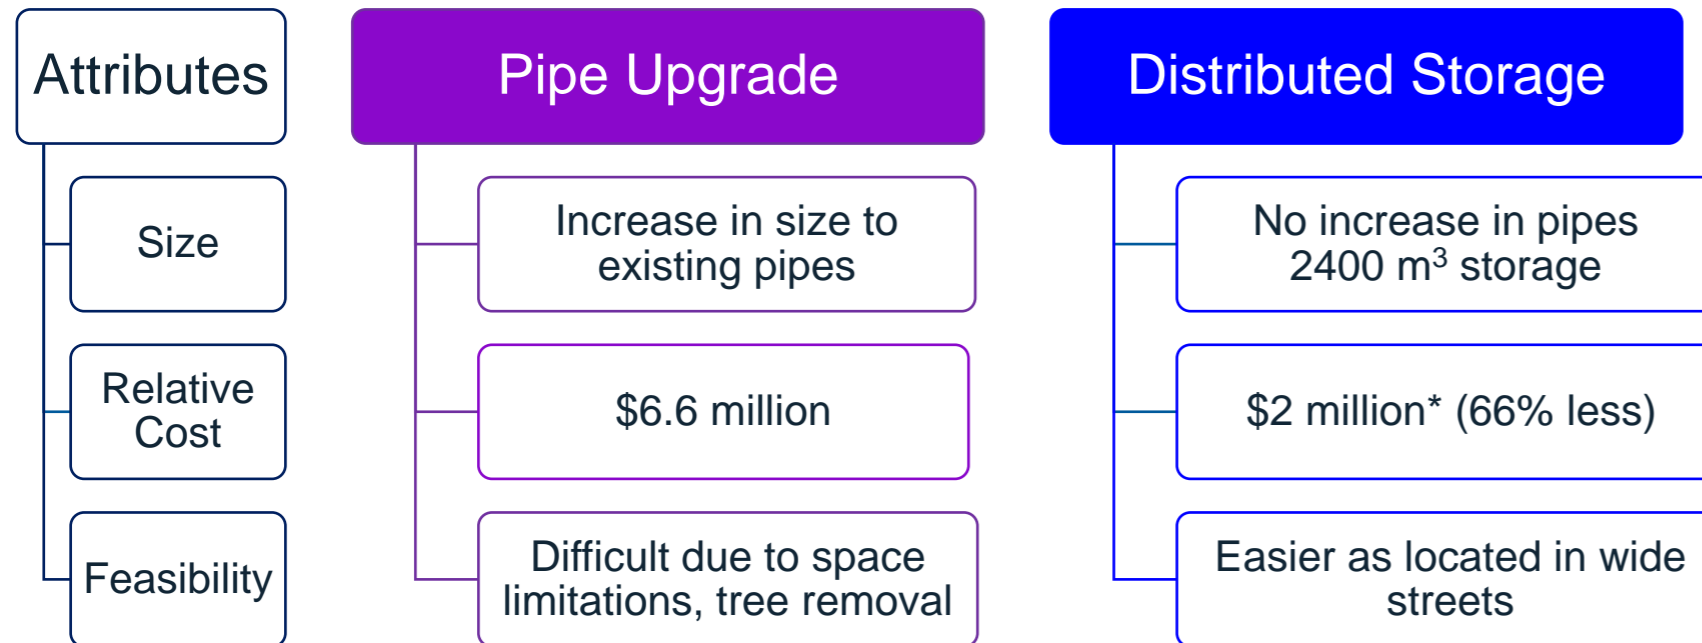 Attributes
Pipe Upgrade
Distributed Storage
Size
Increase in size to
existing pipes
No increase in pipes
2400 m³ storage
Relative
Cost
$6.6 million
$2 million* (66% less)
Feasibility
Difficult due to space
limitations, tree removal
Easier as located in wide
streets